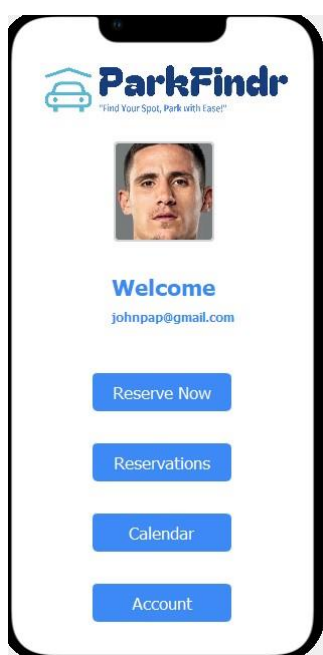 ParkFindr
"Find Your Spot, Park with Ease!"
Welcome
johnpap@gmail.com
Reserve Now
Reservations
Calendar
Account